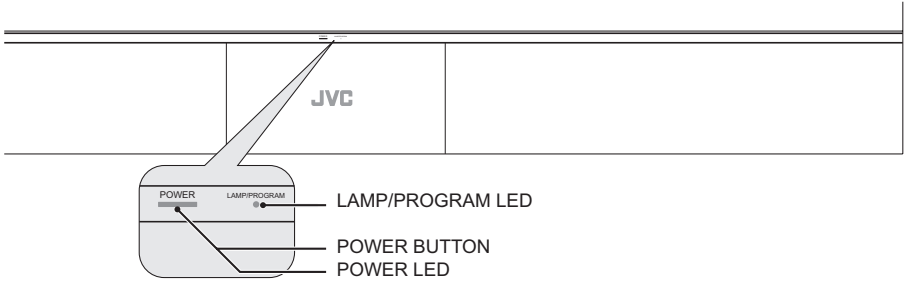 JVC
POWER
LAMP/PROGRAM
LAMP/PROGRAM LED
POWER BUTTON
POWER LED